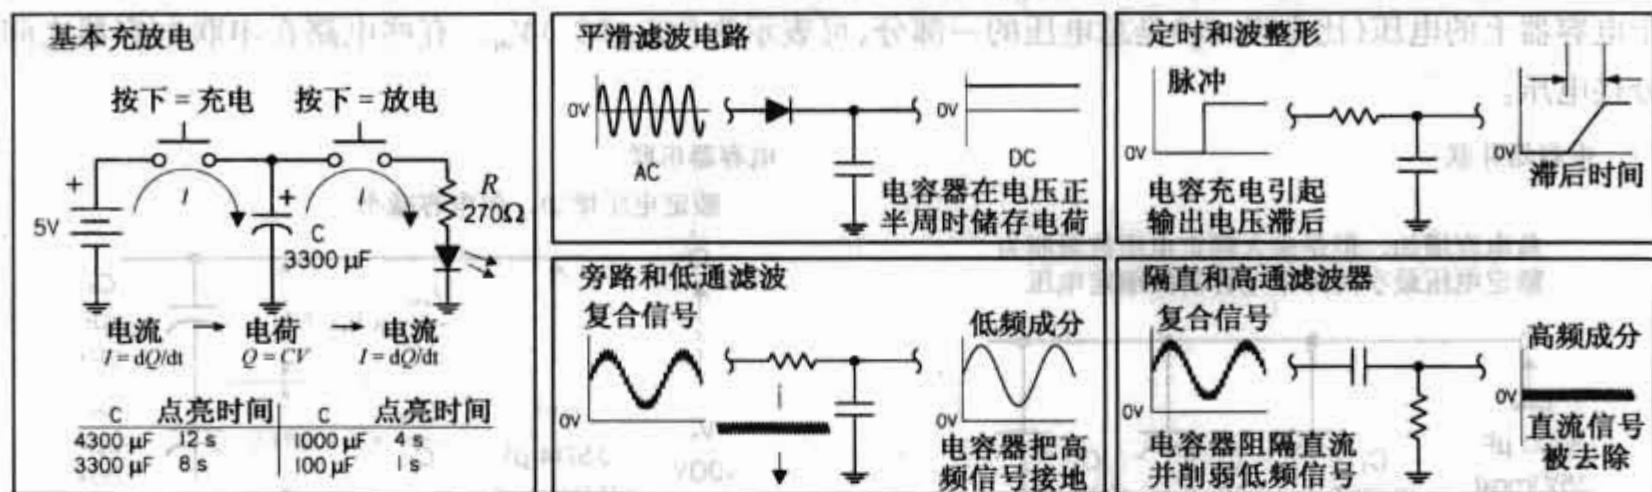 基本充放电
按下 = 充电 按下 = 放电
+
I
+
I
R
270Ω
5V
C
3300 μF
电流 → 电荷 → 电流
I = dQ/dt Q = CV I = dQ/dt
C 点亮时间 C 点亮时间
4300 μF 12 s 1000 μF 4 s
3300 μF 8 s 100 μF 1 s
平滑滤波电路
0V
AC
DC
电容器在电压正
半周时储存电荷
定时和波整形
脉冲
0V
0V
滞后时间
电容充电引起
输出电压滞后
旁路和低通滤波
复合信号
低频成分
0V
0V
电容器把高
频信号接地
隔直和高通滤波器
复合信号
高频成分
0V
0V
电容器阻隔直流
并削弱低频信号
直流信号
被去除